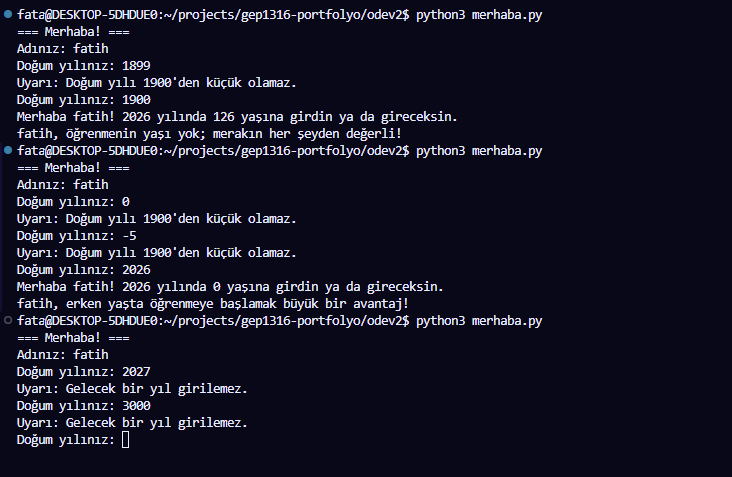 fata@DESKTOP-5DHDUE0:~/projects/gep1316-portfolyo/odev2$ python3 merhaba.py
=== Merhaba! ===
Adınız: fatih
Doğum yılınız: 1899
Uyarı: Doğum yılı 1900'den küçük olamaz.
Doğum yılınız: 1900
Merhaba fatih! 2026 yılında 126 yaşına girdin ya da gireceksin.
fatih, öğrenmenin yaşı yok; merakın her şeyden değerli!
fata@DESKTOP-5DHDUE0:~/projects/gep1316-portfolyo/odev2$ python3 merhaba.py
=== Merhaba! ===
Adınız: fatih
Doğum yılınız: 0
Uyarı: Doğum yılı 1900'den küçük olamaz.
Doğum yılınız: -5
Uyarı: Doğum yılı 1900'den küçük olamaz.
Doğum yılınız: 2026
Merhaba fatih! 2026 yılında 0 yaşına girdin ya da gireceksin.
fatih, erken yaşta öğrenmeye başlamak büyük bir avantaj!
fata@DESKTOP-5DHDUE0:~/projects/gep1316-portfolyo/odev2$ python3 merhaba.py
=== Merhaba! ===
Adınız: fatih
Doğum yılınız: 2027
Uyarı: Gelecek bir yıl girilemez.
Doğum yılınız: 3000
Uyarı: Gelecek bir yıl girilemez.
Doğum yılınız: